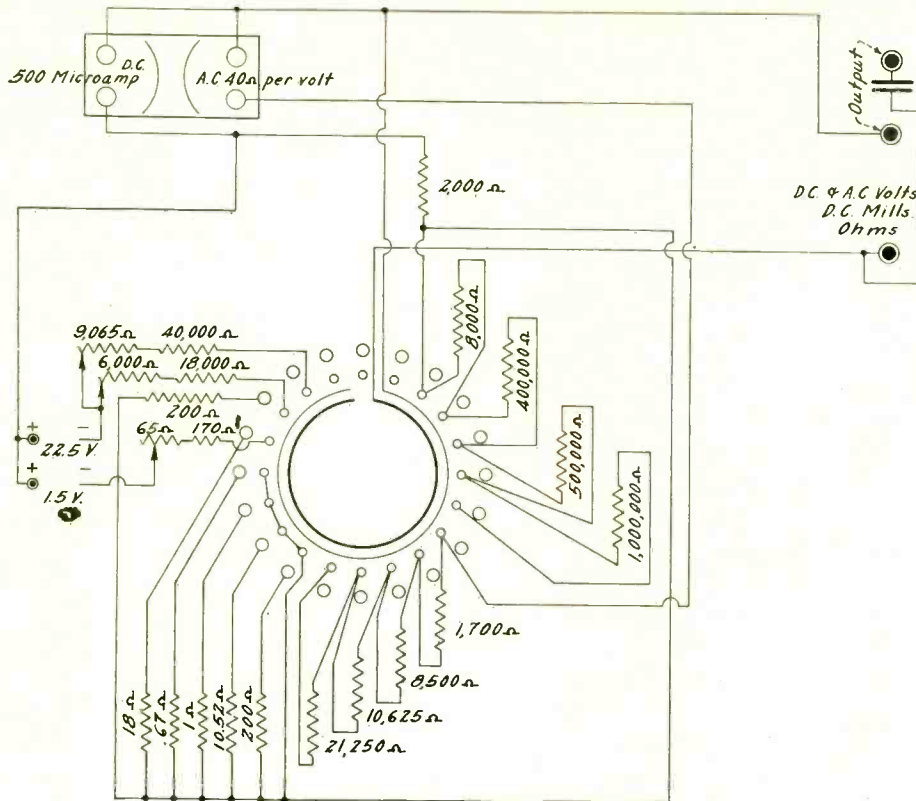 D.C.
500 Microamp
A.C 40Ω per volt
Output
2,000Ω
D.C. & A.C Volts
D.C. Mills.
Ohms
8,000Ω
400,000Ω
500,000Ω
1,000,000Ω
9,065Ω
40,000Ω
6,000Ω
18,000Ω
200Ω
65Ω
170Ω
+
−
22.5 V.
+
−
1.5 V.
1,700Ω
8,500Ω
10,625Ω
21,250Ω
18Ω
.67Ω
1Ω
10.52Ω
200Ω